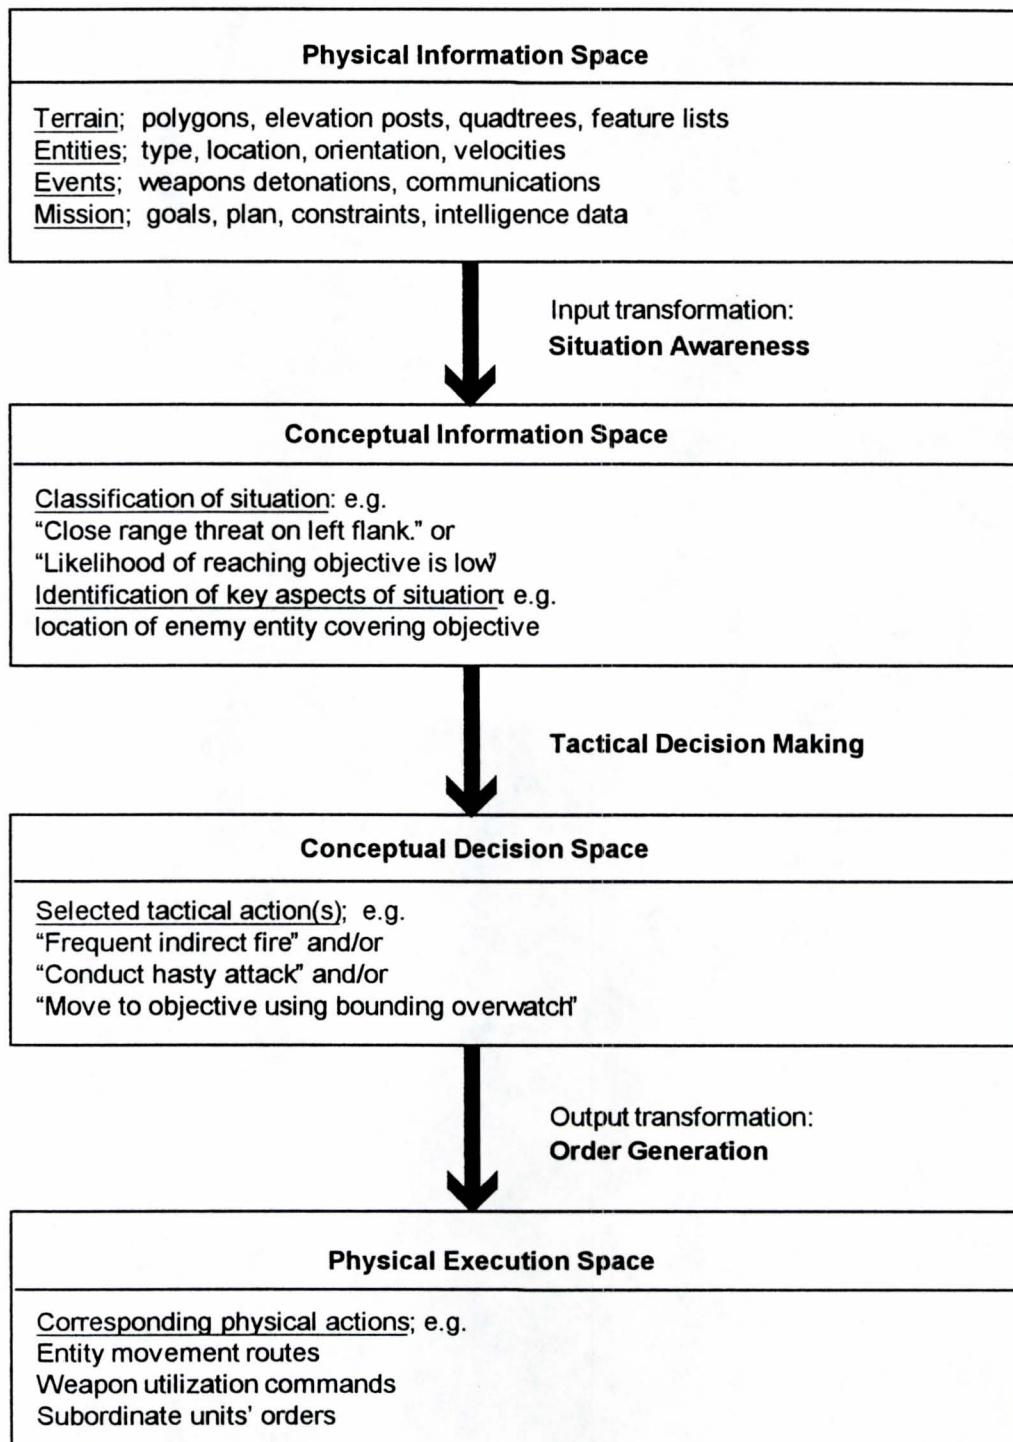 Physical Information Space
Terrain; polygons, elevation posts, quadtrees, feature lists
Entities; type, location, orientation, velocities
Events; weapons detonations, communications
Mission; goals, plan, constraints, intelligence data
Input transformation:
Situation Awareness
Conceptual Information Space
Classification of situation: e.g.
“Close range threat on left flank.” or
“Likelihood of reaching objective is low”
Identification of key aspects of situation: e.g.
location of enemy entity covering objective
Tactical Decision Making
Conceptual Decision Space
Selected tactical action(s); e.g.
“Frequent indirect fire” and/or
“Conduct hasty attack” and/or
“Move to objective using bounding overwatch”
Output transformation:
Order Generation
Physical Execution Space
Corresponding physical actions; e.g.
Entity movement routes
Weapon utilization commands
Subordinate units’ orders